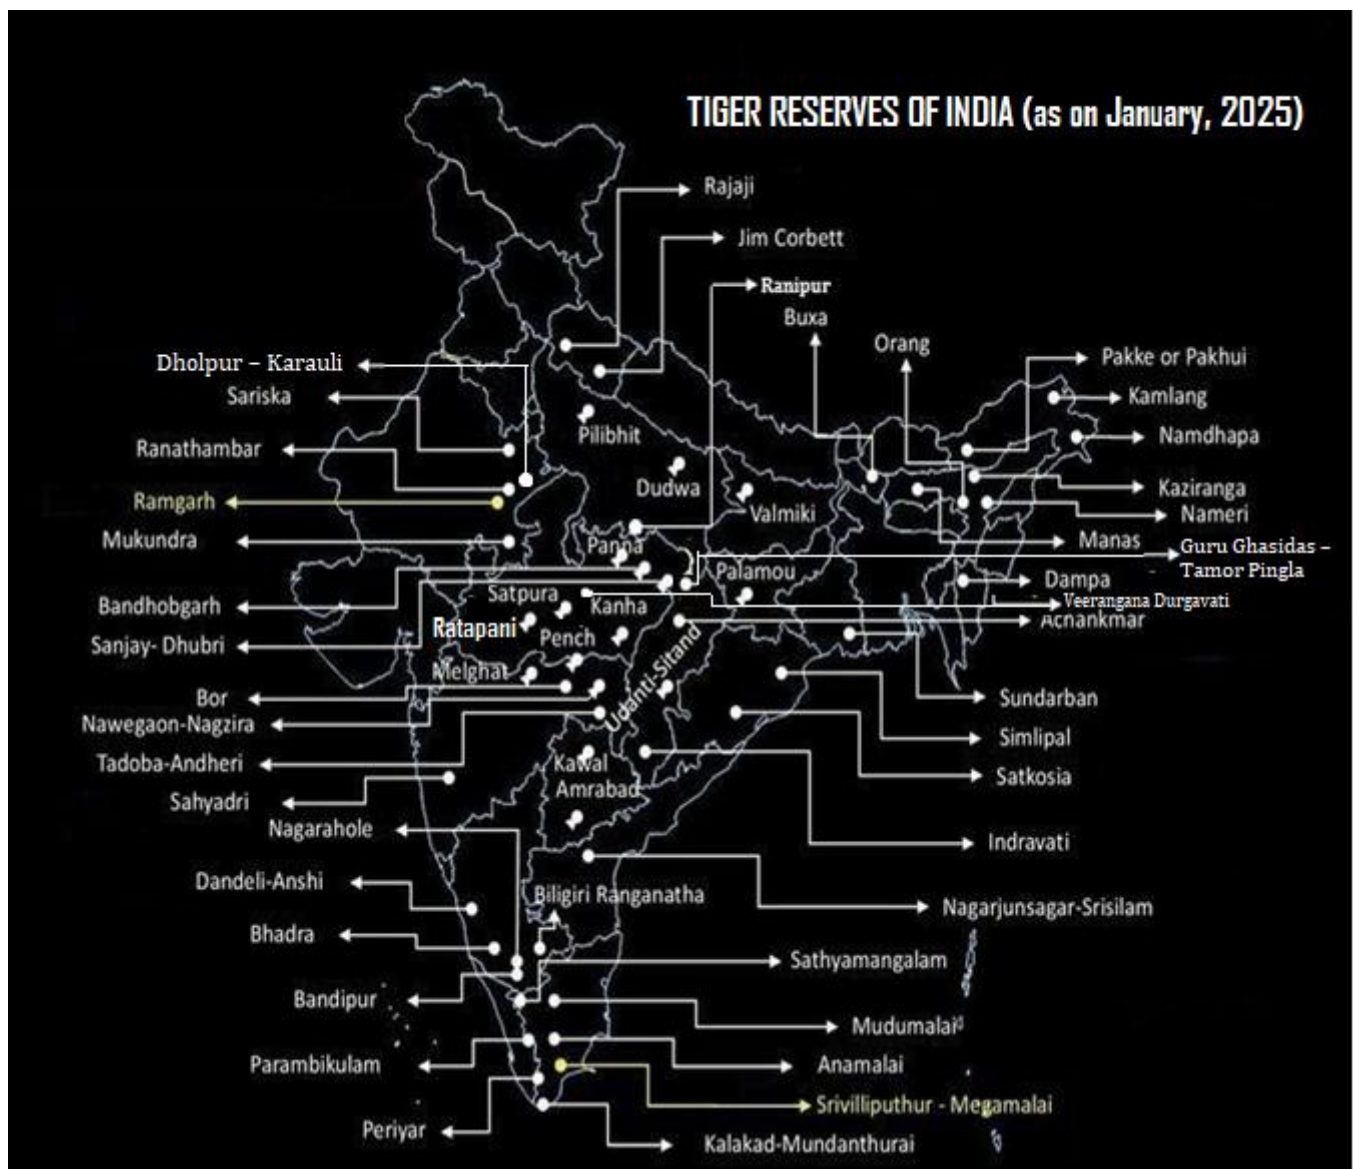 TIGER RESERVES OF INDIA (as on January, 2025)
Rajaji
Jim Corbett
Ranipur
Buxa
Orang
Pakke or Pakhui
Dholpur – Karauli
Sariska
Kamlang
Pilibhit
Ranathambar
Namdhapa
Dudwa
Kaziranga
Ramgarh
Valmiki
Nameri
Mukundra
Panna
Manas
Guru Ghasidas –
Tamor Pingla
Palamou
Dampa
Satpura
Kanha
Veerangana Durgavati
Bandhobgarh
Achankmar
Ratapani
Pench
Sanjay- Dhubri
Udanti-Sitand
Melghat
Bor
Sundarban
Nawegaon-Nagzira
Simlipal
Tadoba-Andheri
Kawal
Satkosia
Amrabad
Sahyadri
Nagarahole
Indravati
Dandeli-Anshi
Biligiri Ranganatha
Nagarjunsagar-Srisilam
Bhadra
Sathyamangalam
Bandipur
Mudumalai
Parambikulam
Anamalai
Srivilliputhur - Megamalai
Periyar
Kalakad-Mundanthurai